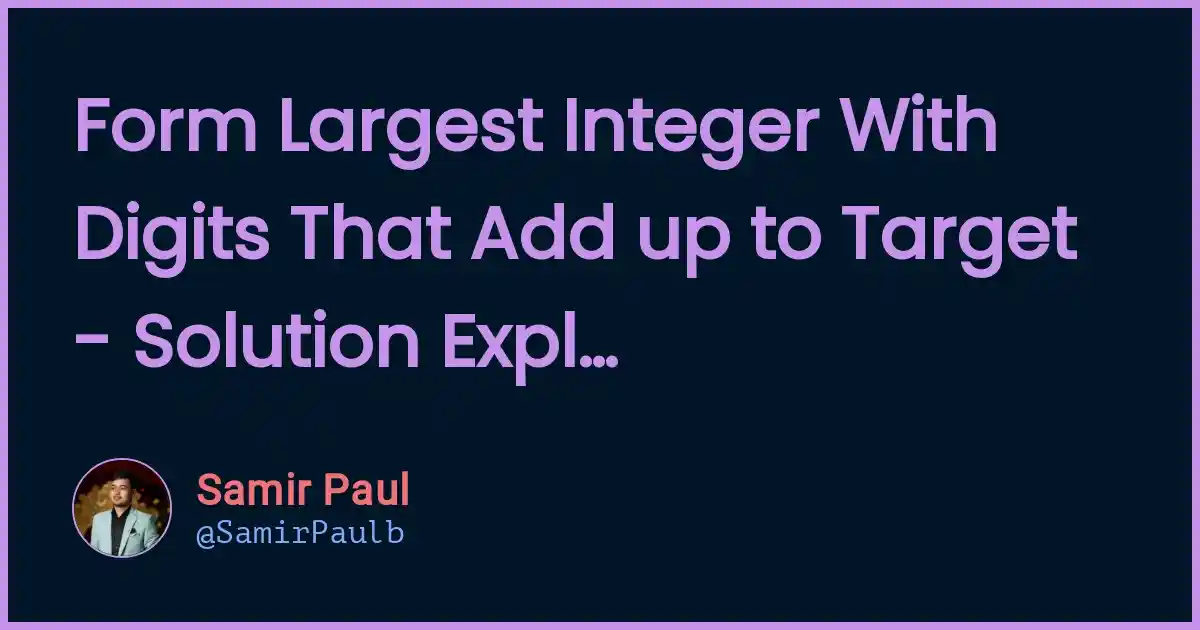 Form Largest Integer With
Digits That Add up to Target
- Solution Expl...
Samir Paul
@SamirPaulb